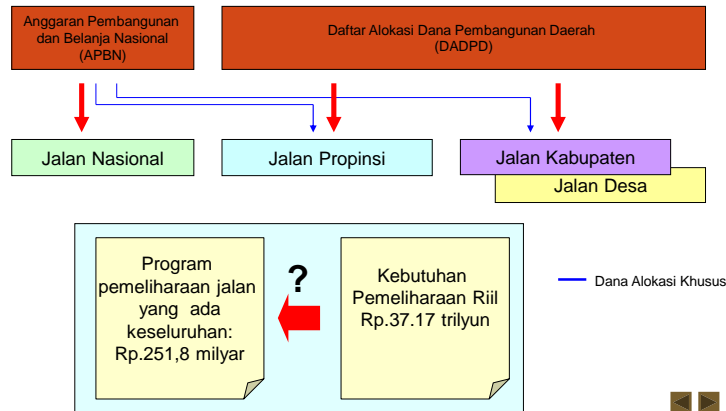 Anggaran Pembangunan
dan Belanja Nasional
(APBN)
Daftar Alokasi Dana Pembangunan Daerah
(DADPD)
Jalan Nasional
Jalan Propinsi
Jalan Kabupaten
Jalan Desa
Program
pemeliharaan jalan
yang ada
keseluruhan:
Rp.251,8 milyar
?
Kebutuhan
Pemeliharaan Riil
Rp.37.17 trilyun
Dana Alokasi Khusus